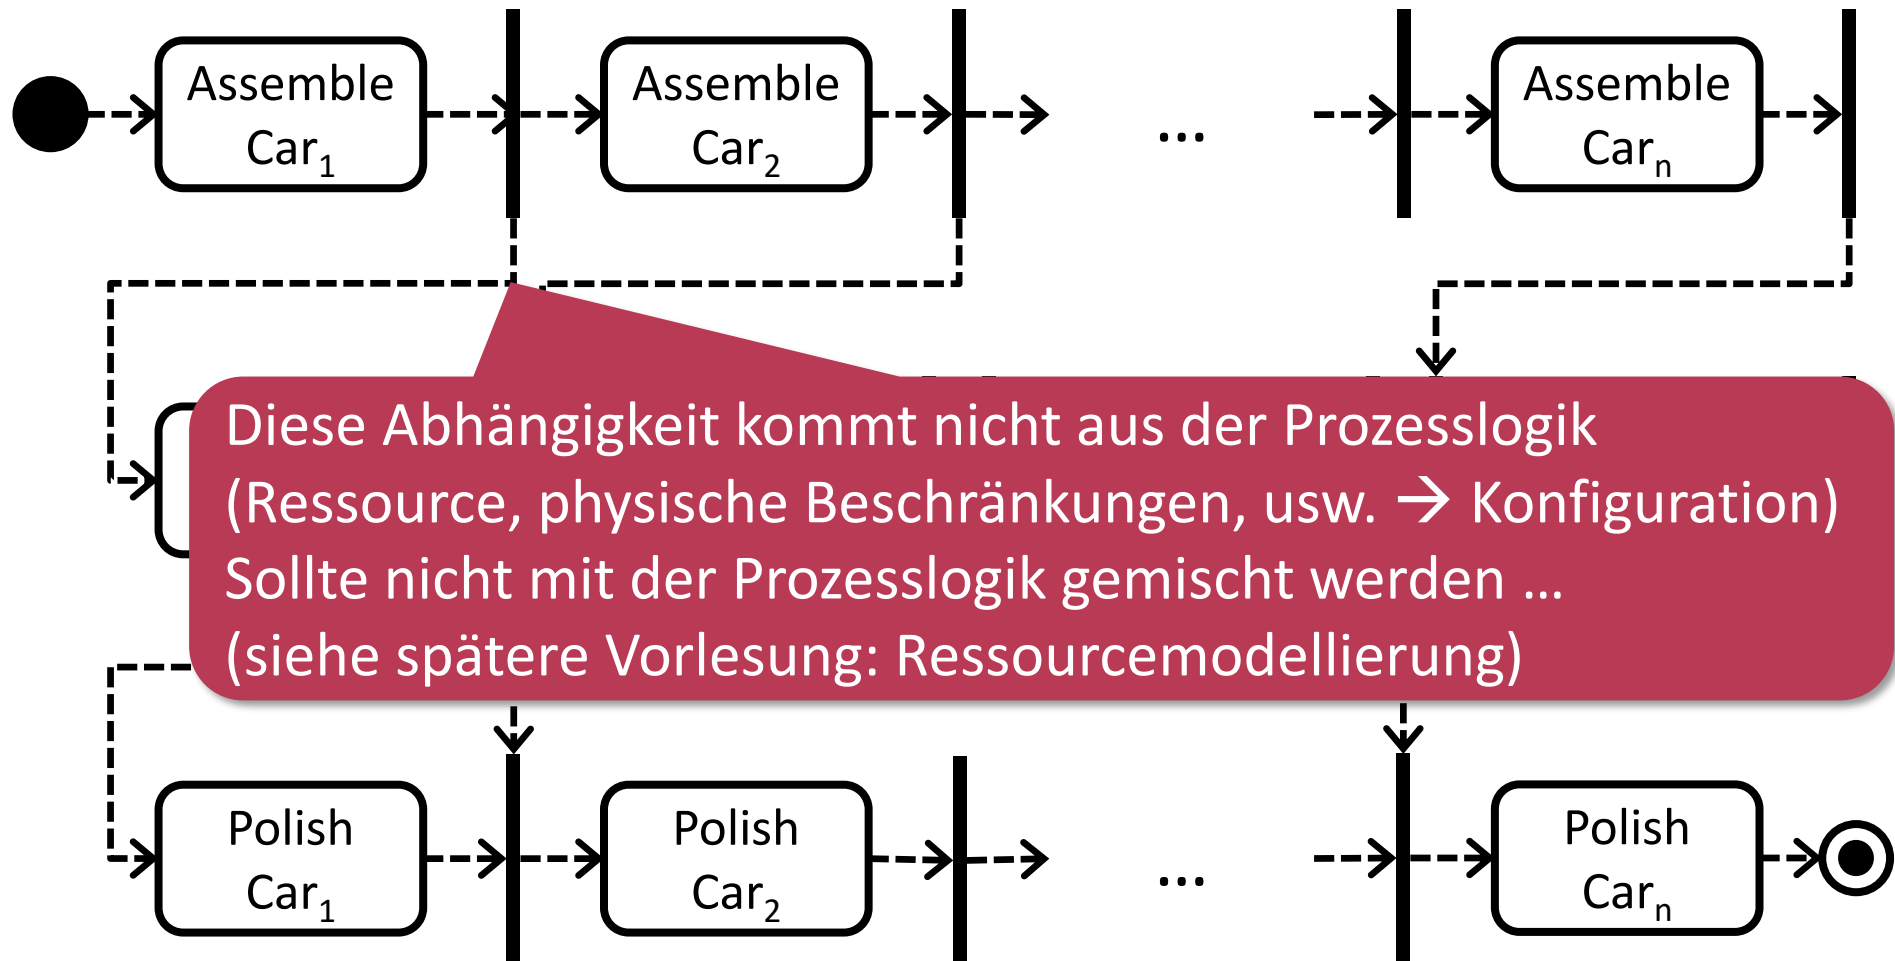 Assemble
Car₁
Assemble
Car₂
...
Assemble
Carₙ
Diese Abhängigkeit kommt nicht aus der Prozesslogik
(Ressource, physische Beschränkungen, usw. → Konfiguration)
Sollte nicht mit der Prozesslogik gemischt werden ...
(siehe spätere Vorlesung: Ressourcemodellierung)
Polish
Car₁
Polish
Car₂
...
Polish
Carₙ